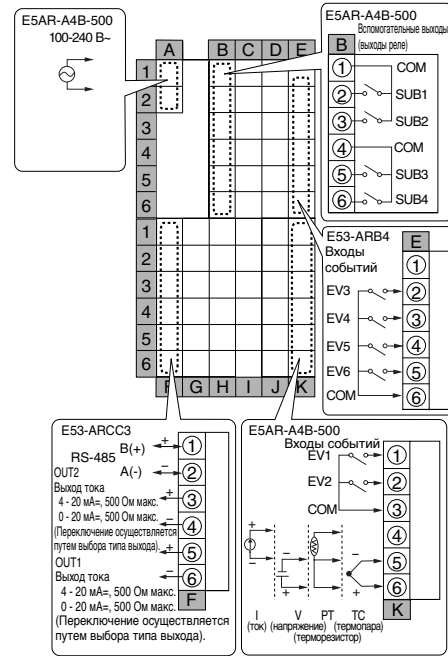 E5AR-A4B-500
100-240 В~
A B C D E
1
2
3
4
5
6
1
2
3
4
5
6
F G H I J K
E5AR-A4B-500
Вспомогательные выходы
(выходы реле)
B
1 COM
2 SUB1
3 SUB2
4 COM
5 SUB3
6 SUB4
E53-ARB4
Входы
событий
E
1
EV3 2
EV4 3
EV5 4
EV6 5
COM 6
E53-ARCC3
RS-485
B(+) 1
OUT2 A(-) 2
Выход тока
4 - 20 мА=, 500 Ом макс. + 3
0 - 20 мА=, 500 Ом макс. − 4
(Переключение осуществляется
путем выбора типа выхода). + 5
OUT1 − 6
Выход тока
F
4 - 20 мА=, 500 Ом макс.
0 - 20 мА=, 500 Ом макс.
(Переключение осуществляется
путем выбора типа выхода).
E5AR-A4B-500
Входы событий
EV1 1
EV2 2
COM 3
4
+ − − 5
− + + 6
K
I V PT TC
(ток) (напряжение) (термопара)
(терморезистор)